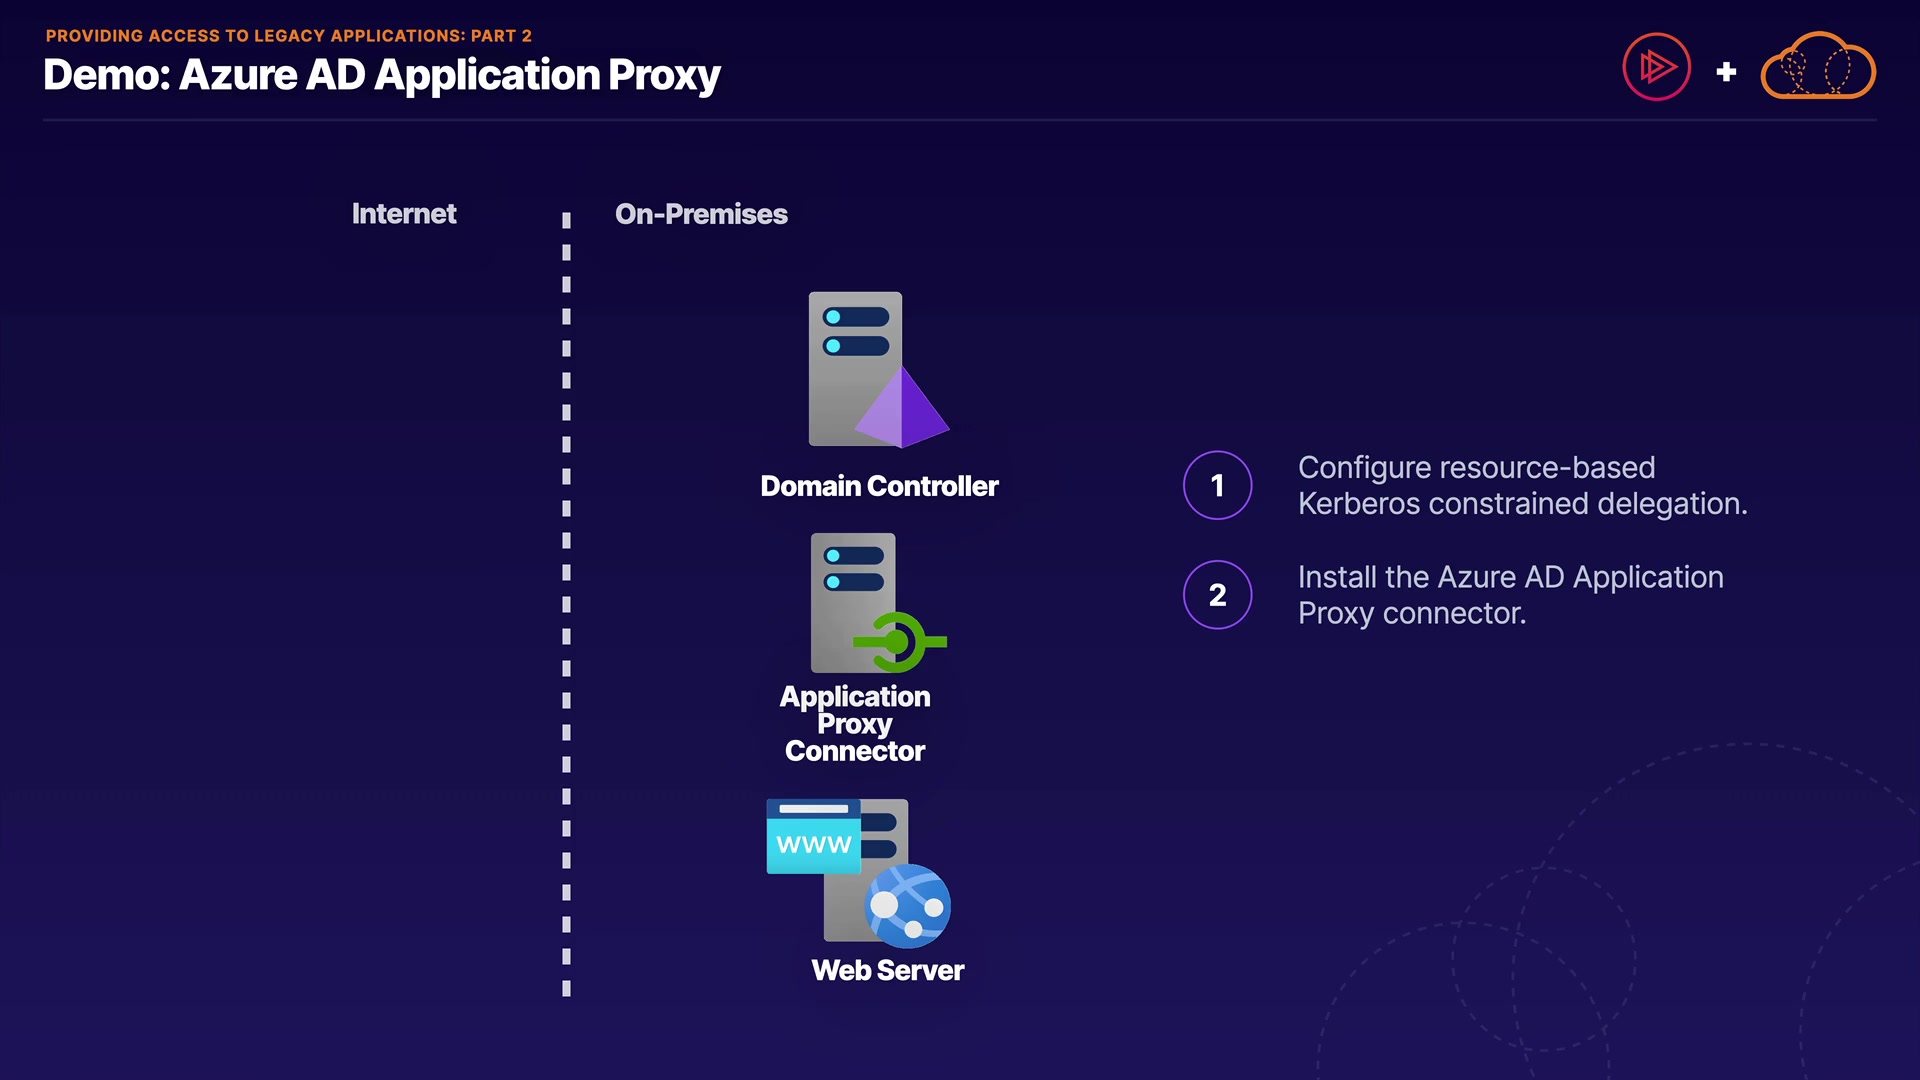 PROVIDING ACCESS TO LEGACY APPLICATIONS: PART 2
Demo: Azure AD Application Proxy
+
Internet
On-Premises
Domain Controller
1
Configure resource-based
Kerberos constrained delegation.
2
Install the Azure AD Application
Proxy connector.
Application
Proxy
Connector
WWW
Web Server